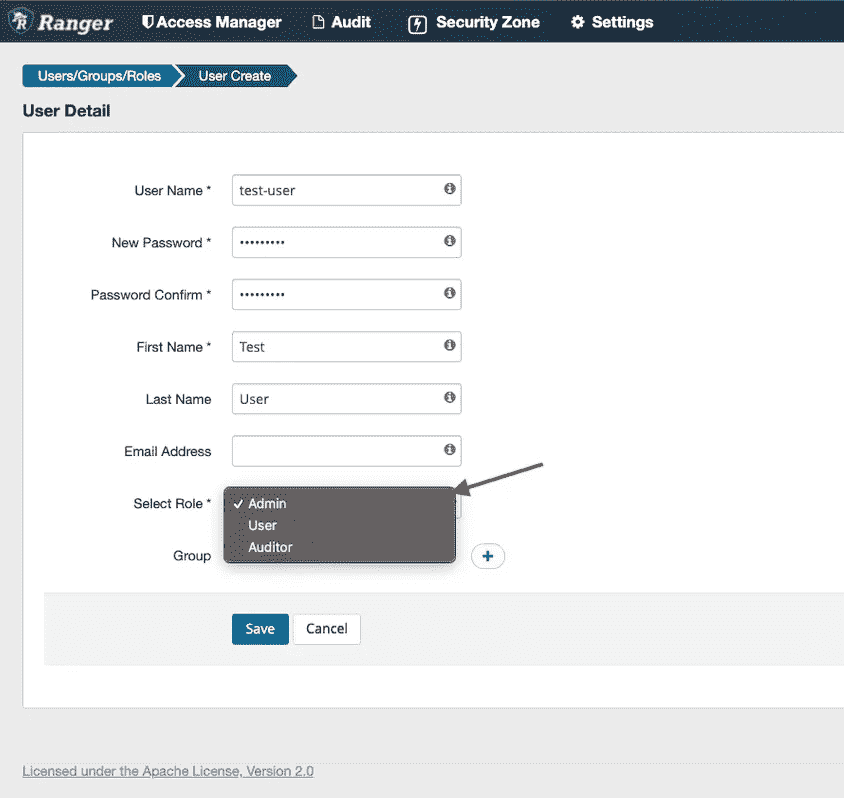 Ranger Access Manager Audit Security Zone Settings
Users/Groups/Roles User Create
User Detail
User Name * test-user
New Password * •••••••••
Password Confirm * •••••••••
First Name * Test
Last Name User
Email Address
Select Role * ✓ Admin
User
Auditor
Group +
Save Cancel
Licensed under the Apache License, Version 2.0